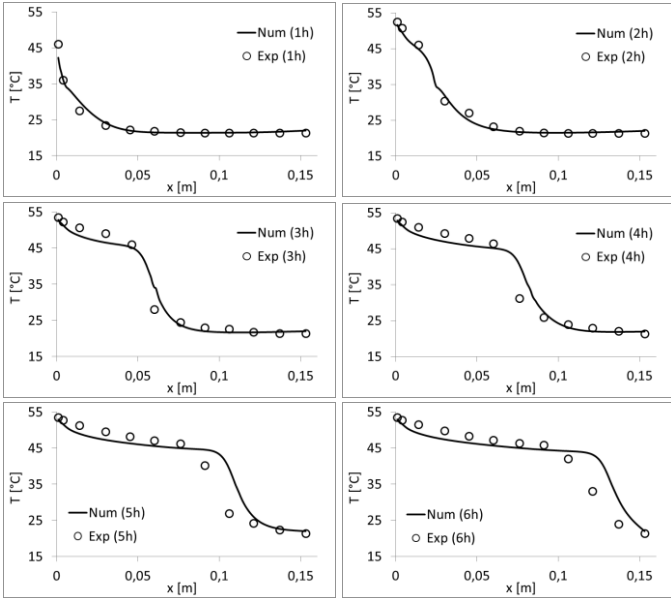 55
45
35
25
15
T [°C]
Num (1h)
Exp (1h)
0 0,05 0,1 0,15
x [m]
55
45
35
25
15
T [°C]
Num (2h)
Exp (2h)
0 0,05 0,1 0,15
x [m]
55
45
35
25
15
T [°C]
Num (3h)
Exp (3h)
0 0,05 0,1 0,15
x [m]
55
45
35
25
15
T [°C]
Num (4h)
Exp (4h)
0 0,05 0,1 0,15
x [m]
55
45
35
25
15
T [°C]
Num (5h)
Exp (5h)
0 0,05 0,1 0,15
x [m]
55
45
35
25
15
T [°C]
Num (6h)
Exp (6h)
0 0,05 0,1 0,15
x [m]